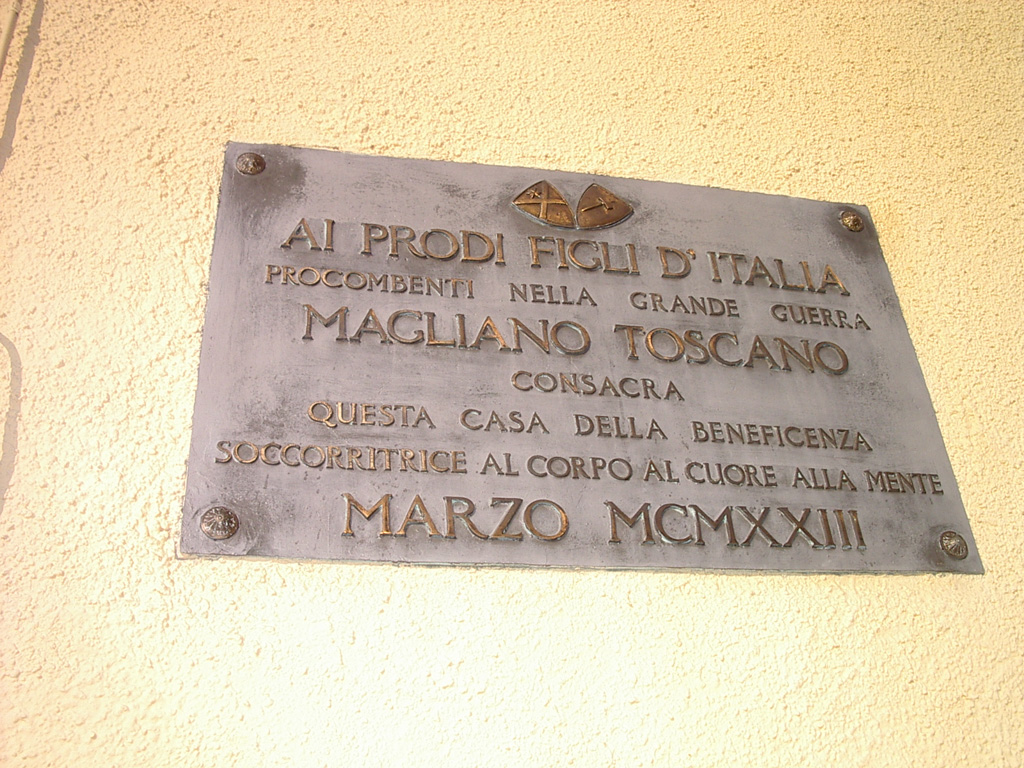 AI PRODI FIGLI D'ITALIA
PROCOMBENTI NELLA GRANDE GUERRA
MAGLIANO TOSCANO
CONSACRA
QUESTA CASA DELLA BENEFICENZA
SOCCORRITRICE AL CORPO AL CUORE ALLA MENTE
MARZO MCMXXIII